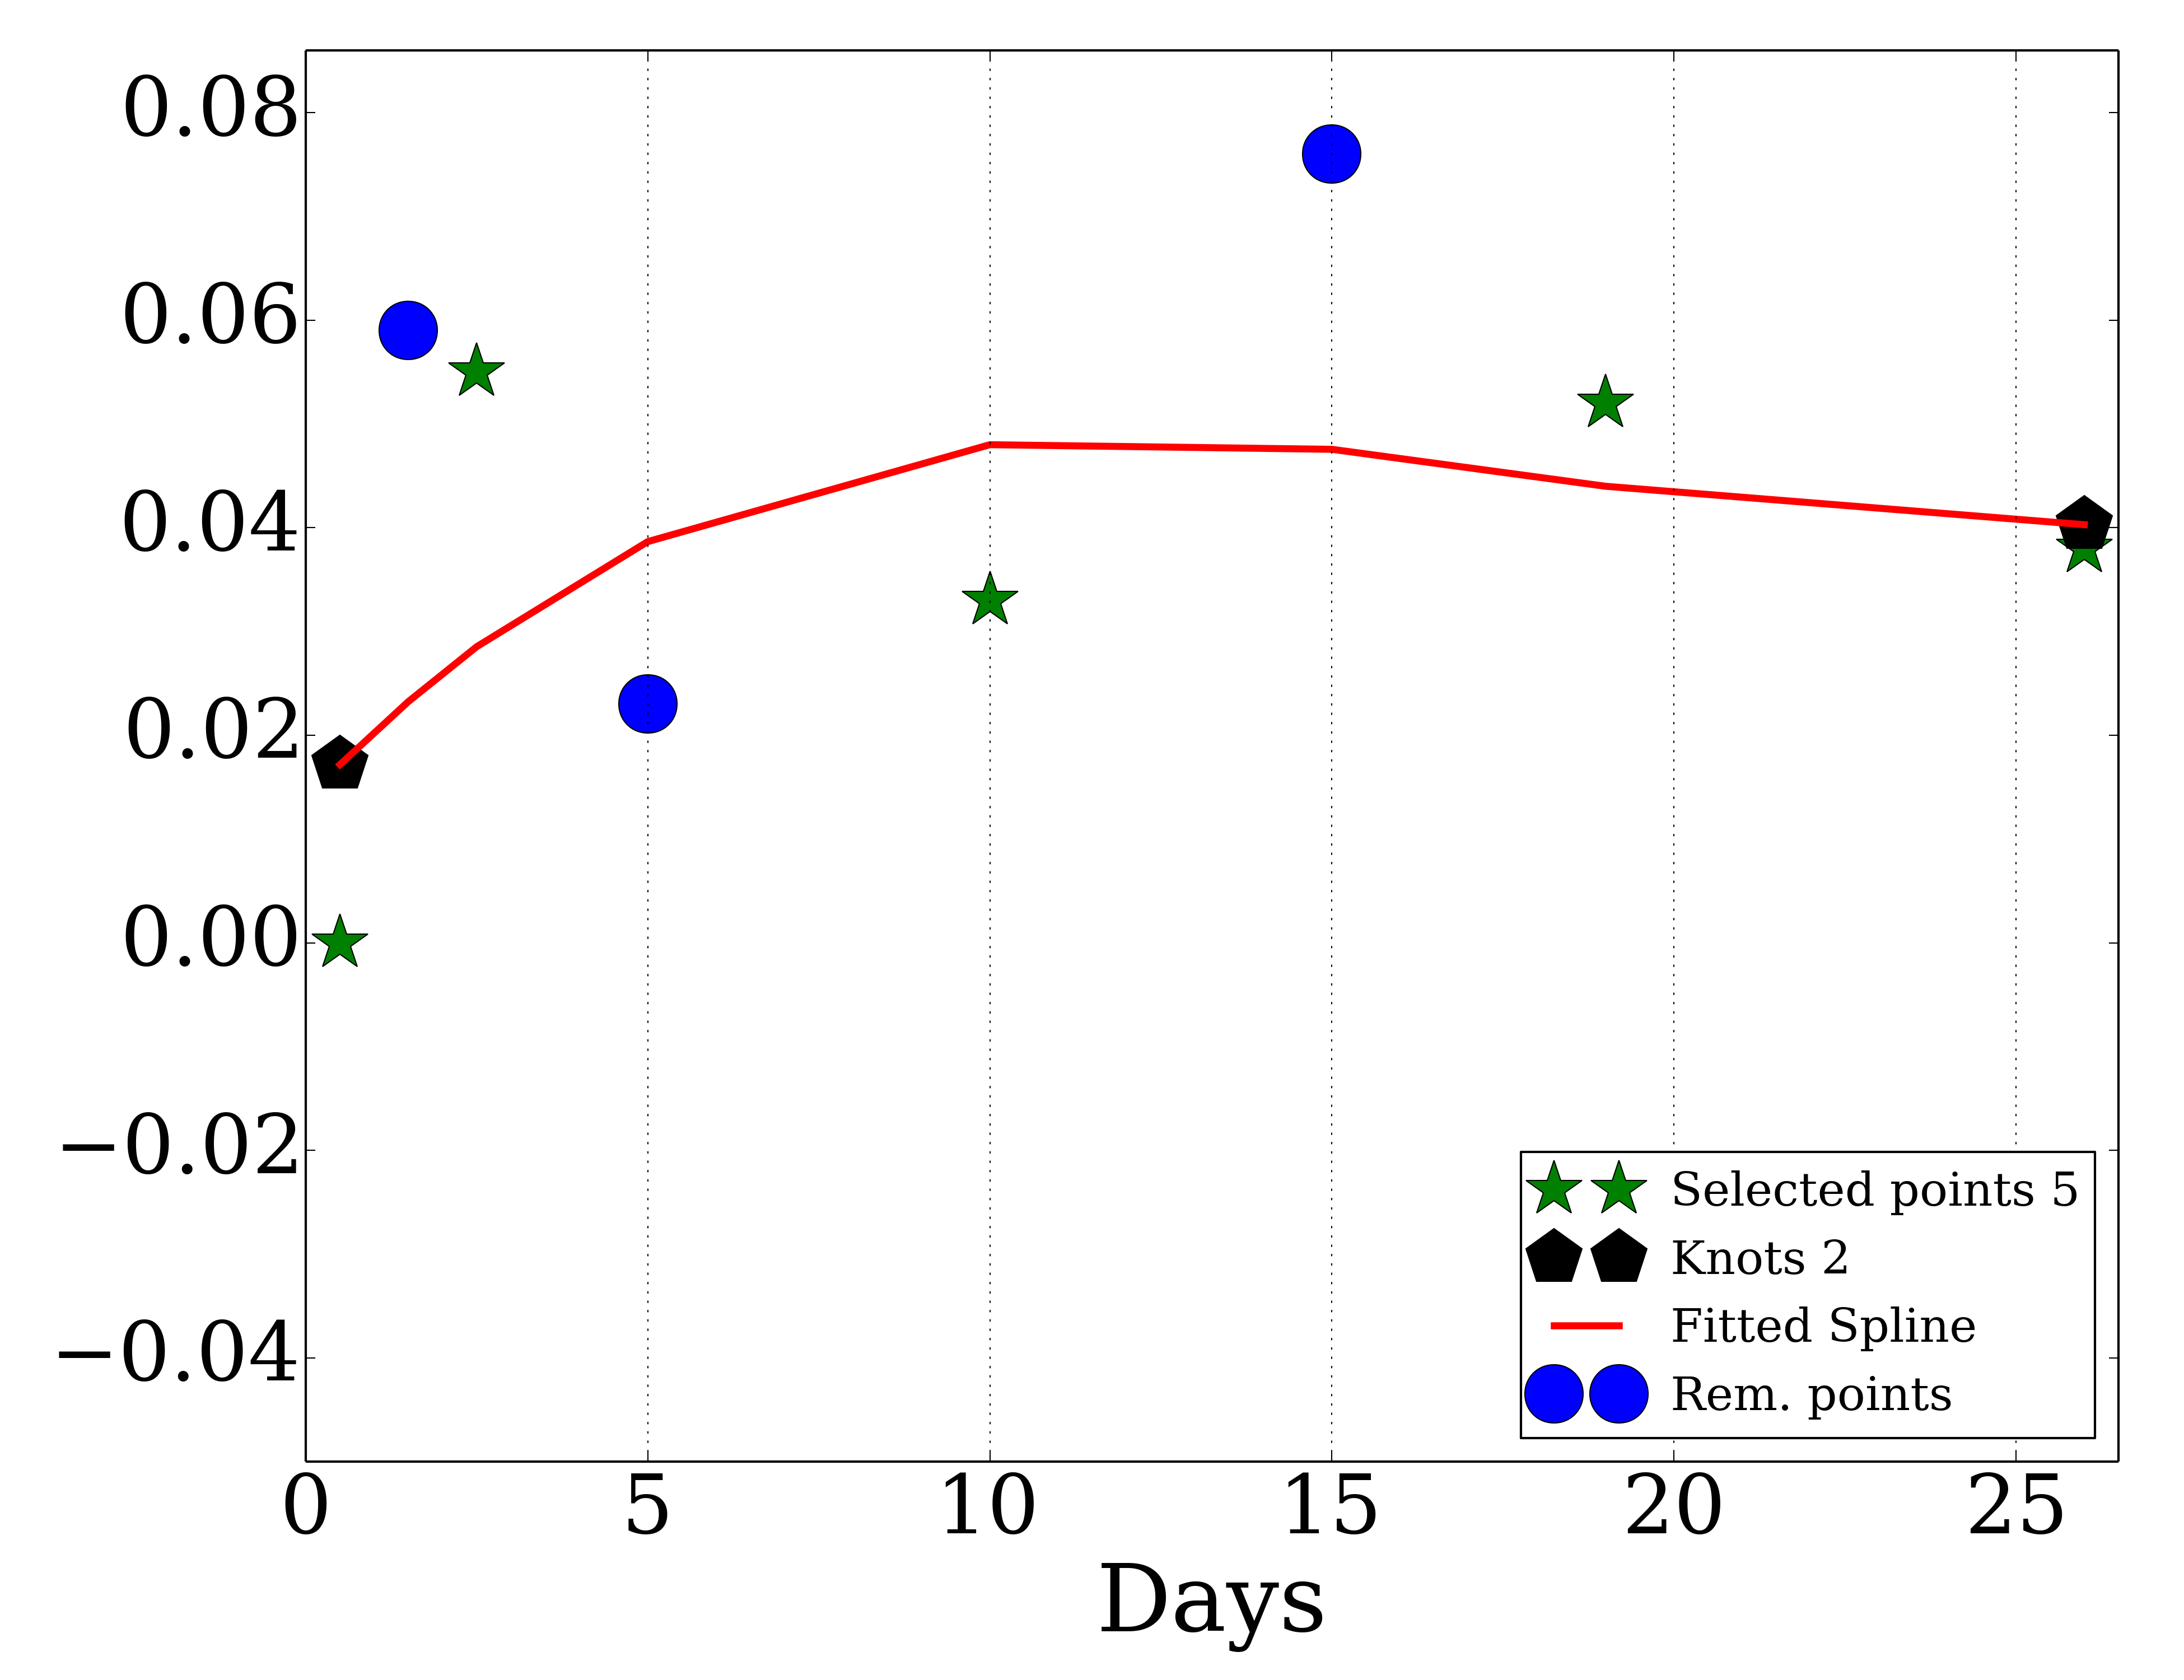 0.08
0.06
0.04
0.02
0.00
−0.02
−0.04
0 5 10 15 20 25
Days
Selected points 5
Knots 2
Fitted Spline
Rem. points